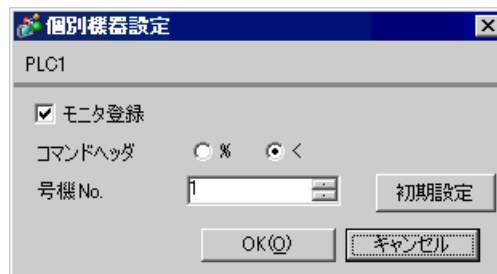 個別機器設定
PLC1
モニタ登録
コマンドヘッダ % <
号機No. 1 初期設定
OK(O) キャンセル